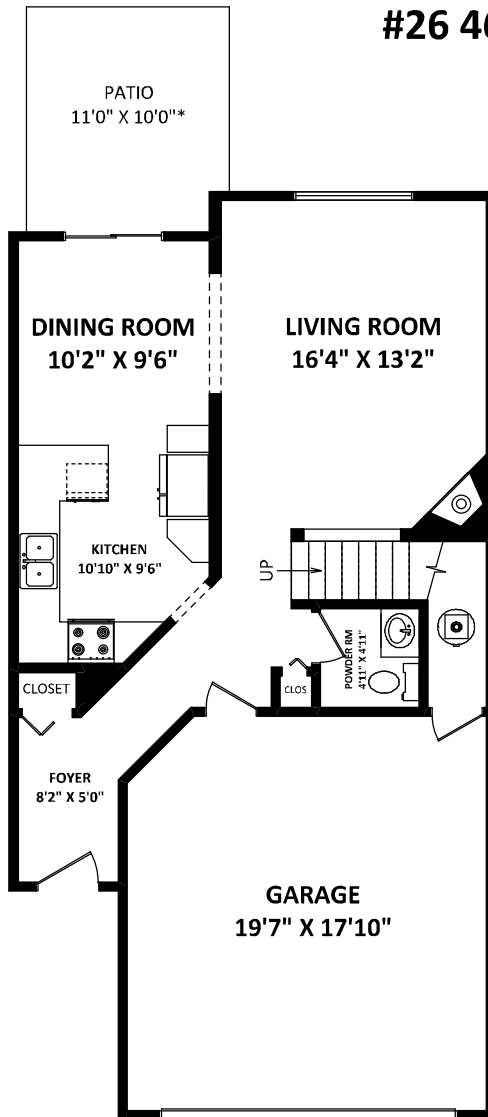 #26 46
PATIO
11'0" X 10'0"*
DINING ROOM
10'2" X 9'6"
LIVING ROOM
16'4" X 13'2"
KITCHEN
10'10" X 9'6"
UP
POWDER RM
4'11" X 4'11"
CLOSET
CLOS
FOYER
8'2" X 5'0"
GARAGE
19'7" X 17'10"